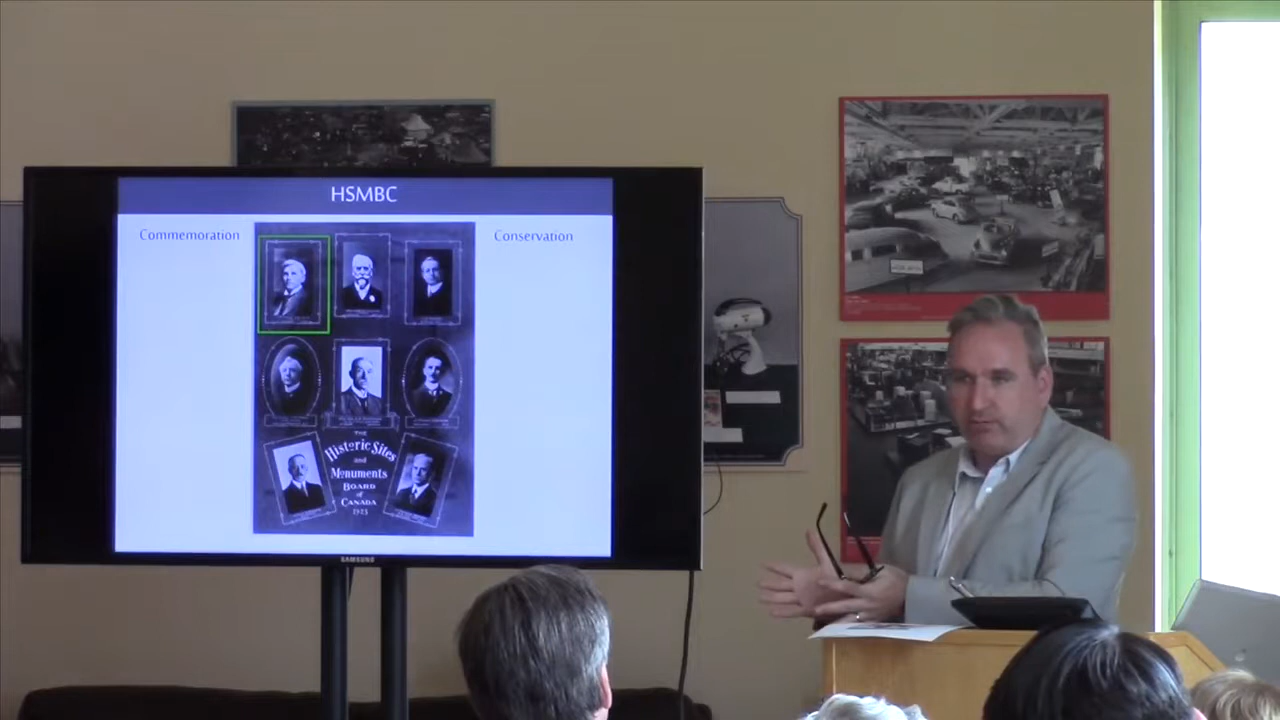 HSMBC
Commemoration
Conservation
THE
Historic Sites
and
Monuments
BOARD
of
CANADA
1923
SAMSUNG